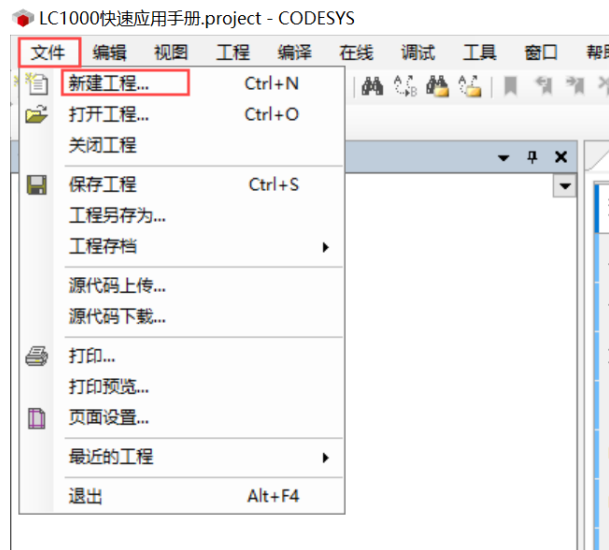 LC1000快速应用手册.project - CODESYS
文件 编辑 视图 工程 编译 在线 调试 工具 窗口
新建工程... Ctrl+N
打开工程... Ctrl+O
关闭工程
保存工程 Ctrl+S
工程另存为...
工程存档
源代码上传...
源代码下载...
打印...
打印预览...
页面设置...
最近的工程
退出 Alt+F4